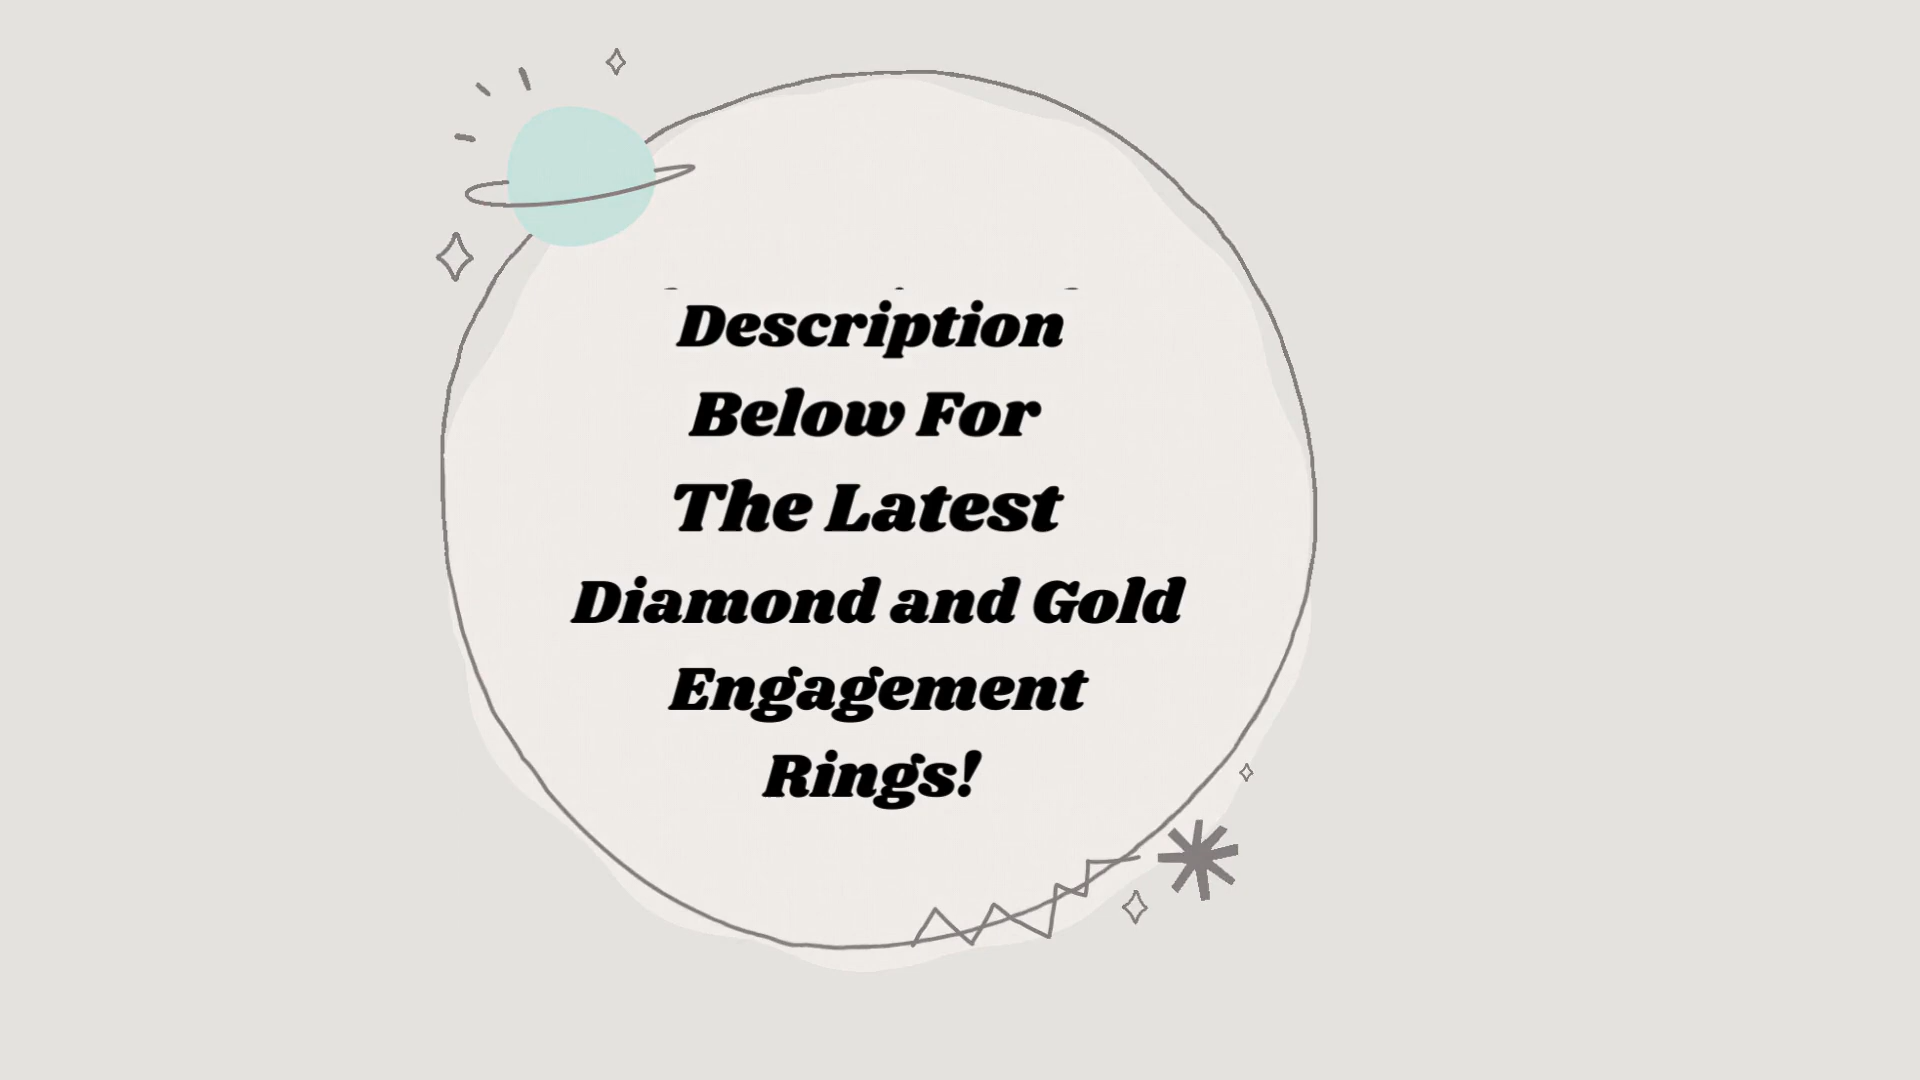 Description
Below For
The Latest
Diamond and Gold
Engagement
Rings!